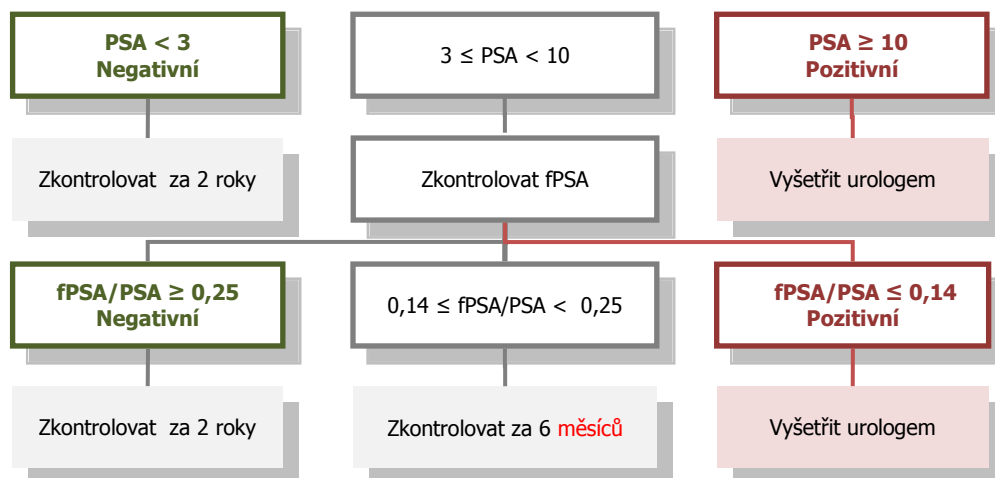 PSA < 3
Negativní
3 ≤ PSA < 10
PSA ≥ 10
Pozitivní
Zkontrolovat za 2 roky
Zkontrolovat fPSA
Vyšetřit urologem
fPSA/PSA ≥ 0,25
Negativní
0,14 ≤ fPSA/PSA < 0,25
fPSA/PSA ≤ 0,14
Pozitivní
Zkontrolovat za 2 roky
Zkontrolovat za 6 měsíců
Vyšetřit urologem